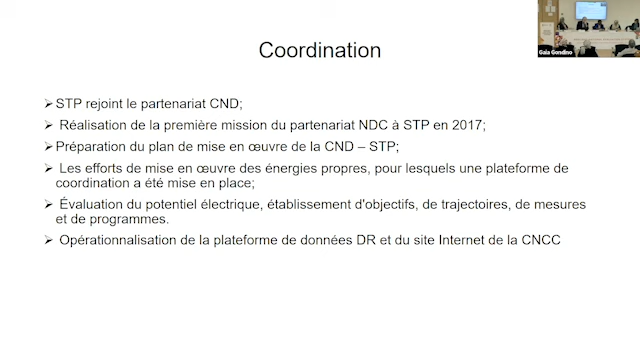 Gaia Gondino
Coordination
➢ STP rejoint le partenariat CND;
➢ Réalisation de la première mission du partenariat NDC à STP en 2017;
➢ Préparation du plan de mise en œuvre de la CND – STP;
➢ Les efforts de mise en œuvre des énergies propres, pour lesquels une plateforme de
coordination a été mise en place;
➢ Évaluation du potentiel électrique, établissement d'objectifs, de trajectoires, de mesures
et de programmes.
➢ Opérationnalisation de la plateforme de données DR et du site Internet de la CNCC